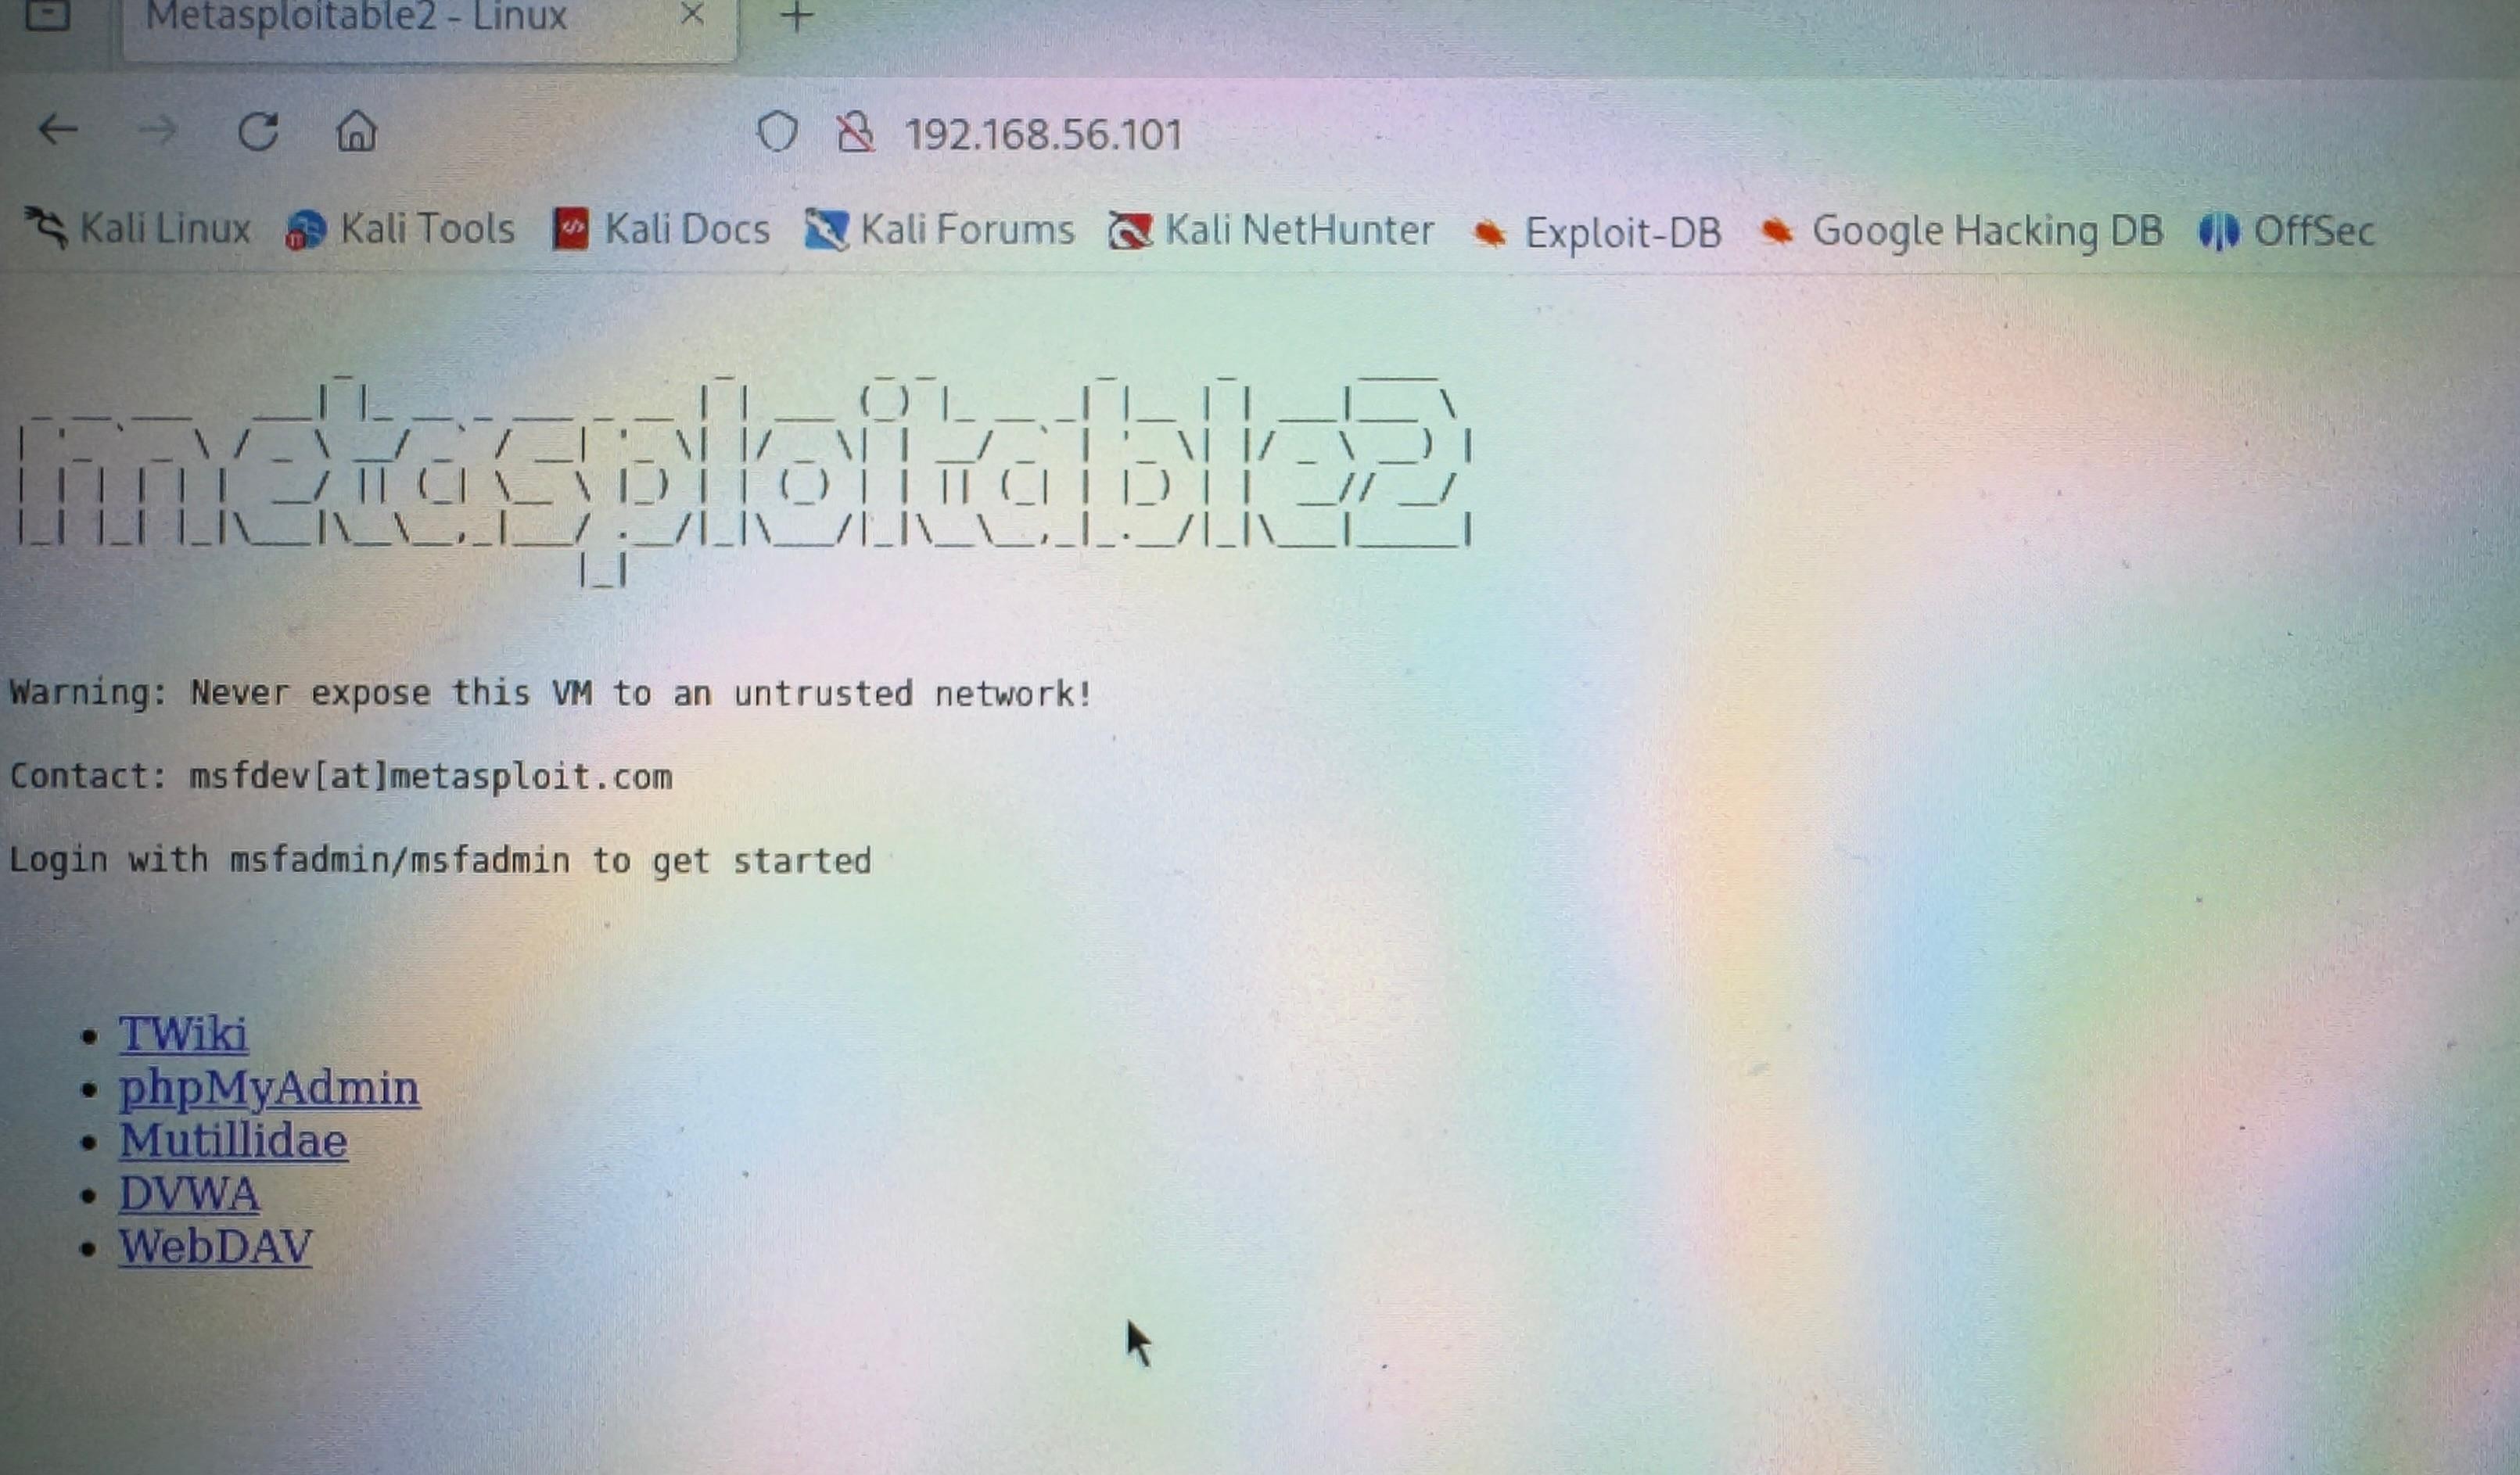 Metasploitable2 - Linux
192.168.56.101
Kali Linux Kali Tools Kali Docs Kali Forums Kali NetHunter Exploit-DB Google Hacking DB OffSec
metasploitable2
Warning: Never expose this VM to an untrusted network!
Contact: msfdev[at]metasploit.com
Login with msfadmin/msfadmin to get started
TWiki
phpMyAdmin
Mutillidae
DVWA
WebDAV